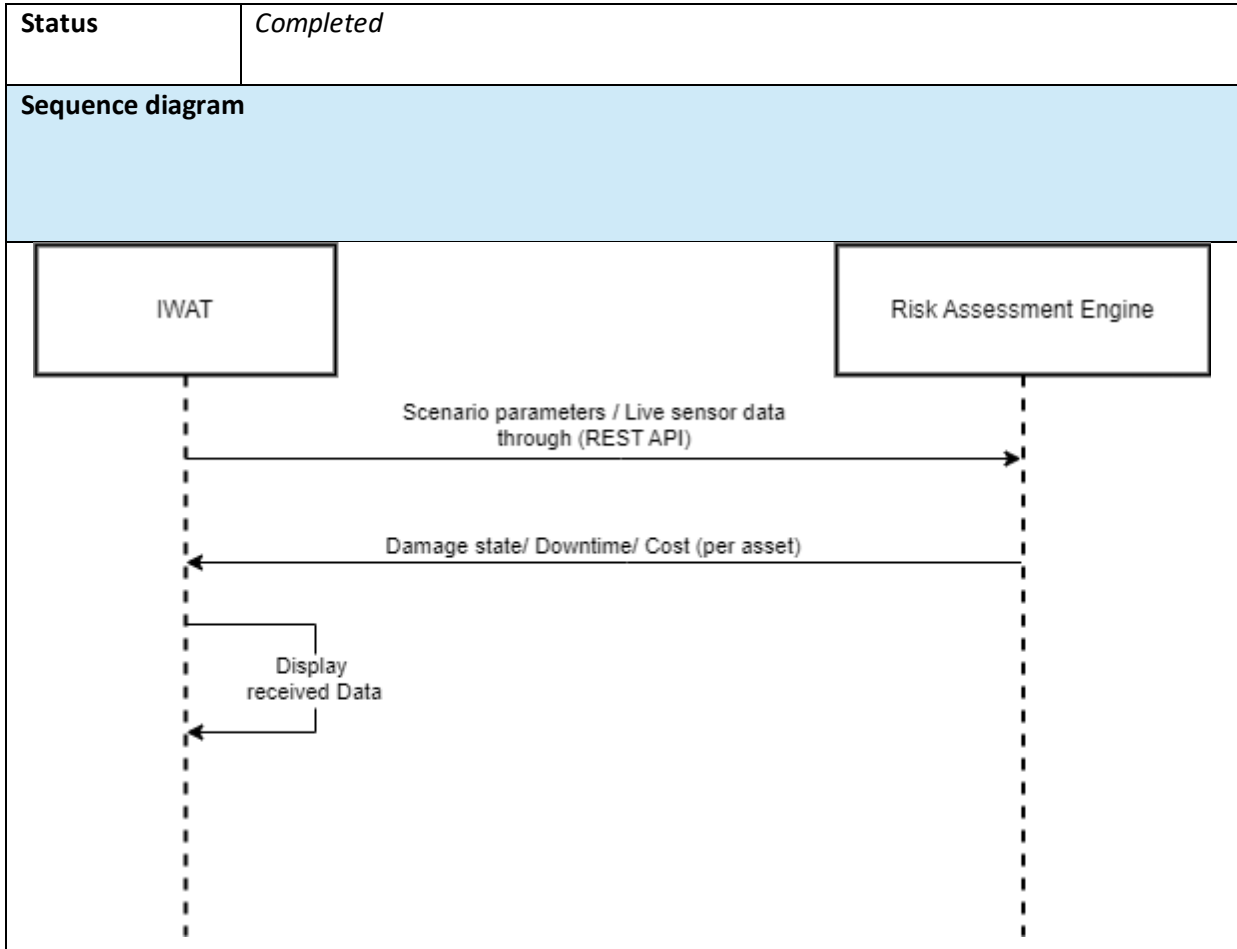 Status
Completed
Sequence diagram
IWAT
Risk Assessment Engine
Scenario parameters / Live sensor data
through (REST API)
Damage state/ Downtime/ Cost (per asset)
Display
received Data